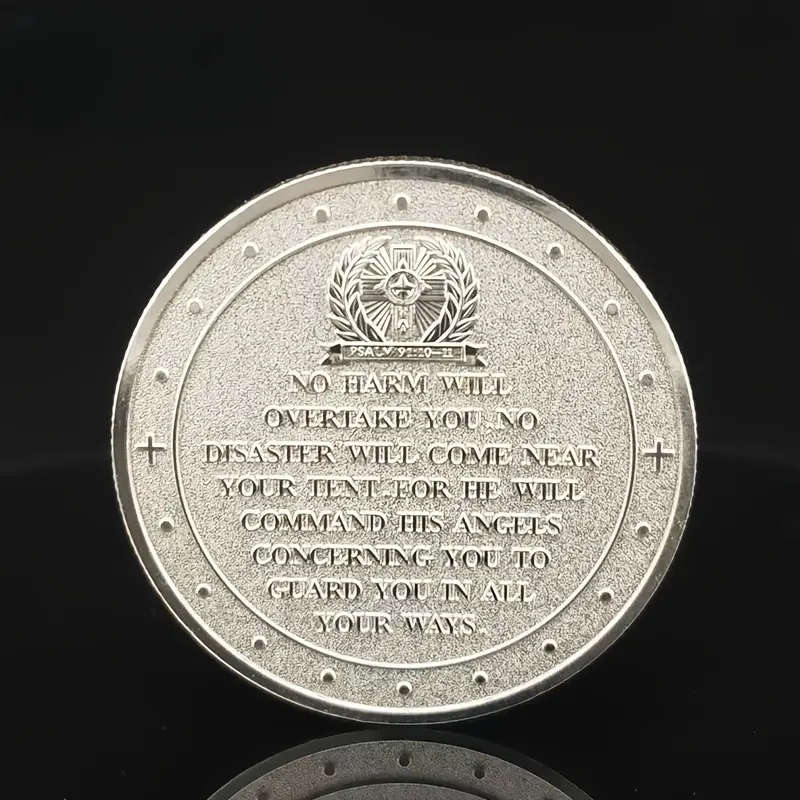 PSALM 91:10-11
NO HARM WILL
OVERTAKE YOU, NO
DISASTER WILL COME NEAR
YOUR TENT. FOR HE WILL
COMMAND HIS ANGELS
CONCERNING YOU TO
GUARD YOU IN ALL
YOUR WAYS.